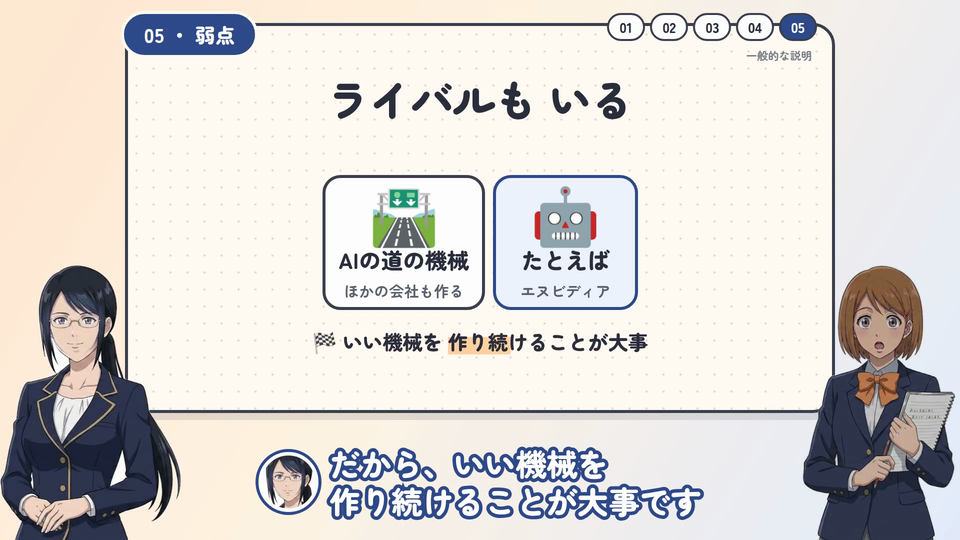 05 ・ 弱点
01 02 03 04 05
一般的な説明
ライバルも いる
AIの道の機械
ほかの会社も作る
たとえば
エヌビディア
いい機械を 作り続けることが大事
だから、いい機械を
作り続けることが大事です